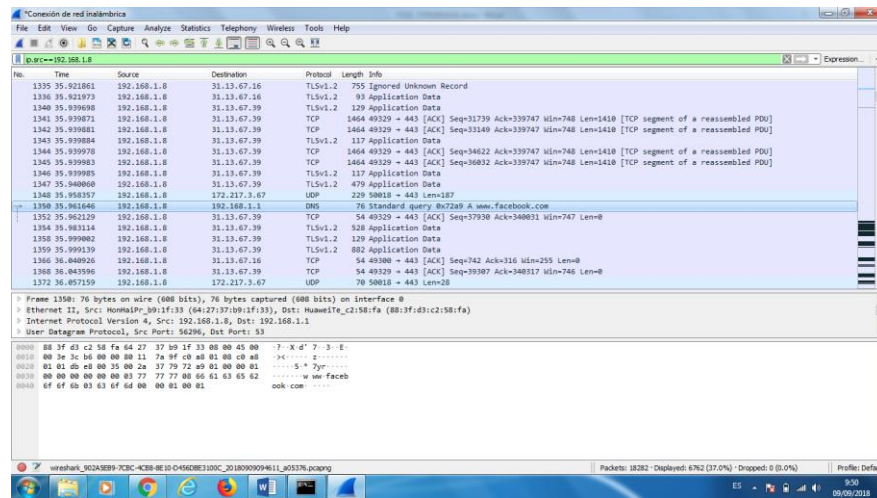 *Conexión de red inalámbrica
File Edit View Go Capture Analyze Statistics Telephony Wireless Tools Help
ip.src==192.168.1.8 Expression...
No. Time Source Destination Protocol Length Info
1335 35.921861 192.168.1.8 31.13.67.16 TLSv1.2 755 Ignored Unknown Record
1336 35.921973 192.168.1.8 31.13.67.16 TLSv1.2 93 Application Data
1340 35.939698 192.168.1.8 31.13.67.39 TLSv1.2 129 Application Data
1341 35.939871 192.168.1.8 31.13.67.39 TCP 1464 49329 → 443 [ACK] Seq=31739 Ack=339747 Win=748 Len=1410 [TCP segment of a reassembled PDU]
1342 35.939881 192.168.1.8 31.13.67.39 TCP 1464 49329 → 443 [ACK] Seq=33149 Ack=339747 Win=748 Len=1410 [TCP segment of a reassembled PDU]
1343 35.939884 192.168.1.8 31.13.67.39 TLSv1.2 117 Application Data
1344 35.939978 192.168.1.8 31.13.67.39 TCP 1464 49329 → 443 [ACK] Seq=34622 Ack=339747 Win=748 Len=1410 [TCP segment of a reassembled PDU]
1345 35.939983 192.168.1.8 31.13.67.39 TCP 1464 49329 → 443 [ACK] Seq=36032 Ack=339747 Win=748 Len=1410 [TCP segment of a reassembled PDU]
1346 35.939985 192.168.1.8 31.13.67.39 TLSv1.2 117 Application Data
1347 35.940060 192.168.1.8 31.13.67.39 TLSv1.2 479 Application Data
1348 35.958357 192.168.1.8 172.217.3.67 UDP 229 50018 → 443 Len=187
1350 35.961646 192.168.1.8 192.168.1.1 DNS 76 Standard query 0x72a9 A www.facebook.com
1352 35.962129 192.168.1.8 31.13.67.39 TCP 54 49329 → 443 [ACK] Seq=37930 Ack=340031 Win=747 Len=0
1354 35.983114 192.168.1.8 31.13.67.39 TLSv1.2 528 Application Data
1358 35.999002 192.168.1.8 31.13.67.39 TLSv1.2 129 Application Data
1359 35.999139 192.168.1.8 31.13.67.39 TLSv1.2 882 Application Data
1366 36.040926 192.168.1.8 31.13.67.16 TCP 54 49300 → 443 [ACK] Seq=742 Ack=316 Win=255 Len=0
1368 36.043596 192.168.1.8 31.13.67.39 TCP 54 49329 → 443 [ACK] Seq=39307 Ack=340317 Win=746 Len=0
1372 36.057159 192.168.1.8 172.217.3.67 UDP 70 50018 → 443 Len=28
Frame 1350: 76 bytes on wire (608 bits), 76 bytes captured (608 bits) on interface 0
Ethernet II, Src: HonHaiPr_b9:1f:33 (64:27:37:b9:1f:33), Dst: HuaweiTe_c2:58:fa (88:3f:d3:c2:58:fa)
Internet Protocol Version 4, Src: 192.168.1.8, Dst: 192.168.1.1
User Datagram Protocol, Src Port: 56296, Dst Port: 53
0000 88 3f d3 c2 58 fa 64 27 37 b9 1f 33 08 00 45 00 ·?··X·d' 7··3··E·
0010 00 3e 3c b6 00 00 80 11 7a 9f c0 a8 01 08 c0 a8 ·><····· z·······
0020 01 01 db e8 00 35 00 2a 37 79 72 a9 01 00 00 01 ·····5·* 7yr·····
0030 00 00 00 00 00 00 03 77 77 77 08 66 61 63 65 62 ·······w ww·faceb
0040 6f 6f 6b 03 63 6f 6d 00 00 01 00 01 ook·com· ····
wireshark_902A5EB9-7CBC-4CB8-8E10-D456DBE3100C_20180909094611_a05376.pcapng Packets: 18282 · Displayed: 6762 (37.0%) · Dropped: 0 (0.0%) Profile: Defa
ES 9:50
09/09/2018